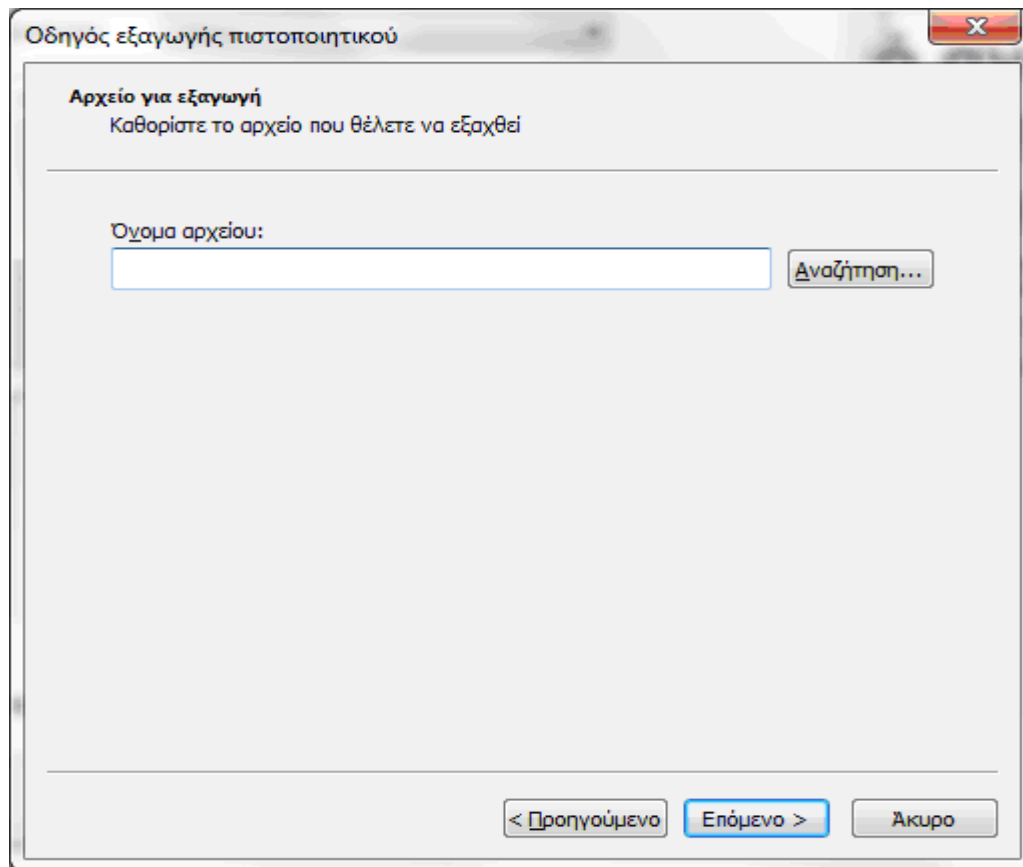 Οδηγός εξαγωγής πιστοποιητικού
Αρχείο για εξαγωγή
Καθορίστε το αρχείο που θέλετε να εξαχθεί
Όνομα αρχείου:
Αναζήτηση...
< Προηγούμενο Επόμενο > Άκυρο